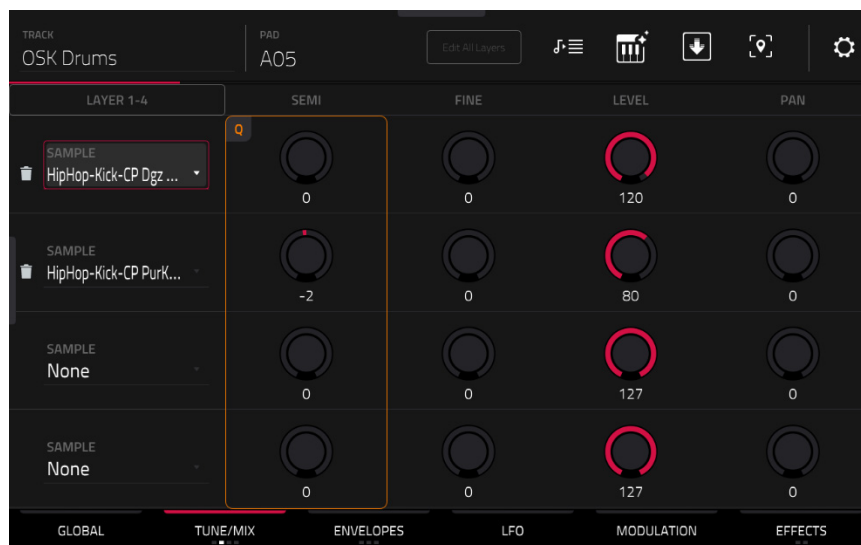 TRACK
OSK Drums
PAD
A05
Edit All Layers
LAYER 1-4
SEMI
FINE
LEVEL
PAN
Q
SAMPLE
HipHop-Kick-CP Dgz ...
0
0
120
0
SAMPLE
HipHop-Kick-CP PurK...
-2
0
80
0
SAMPLE
None
0
0
127
0
SAMPLE
None
0
0
127
0
GLOBAL
TUNE/MIX
ENVELOPES
LFO
MODULATION
EFFECTS